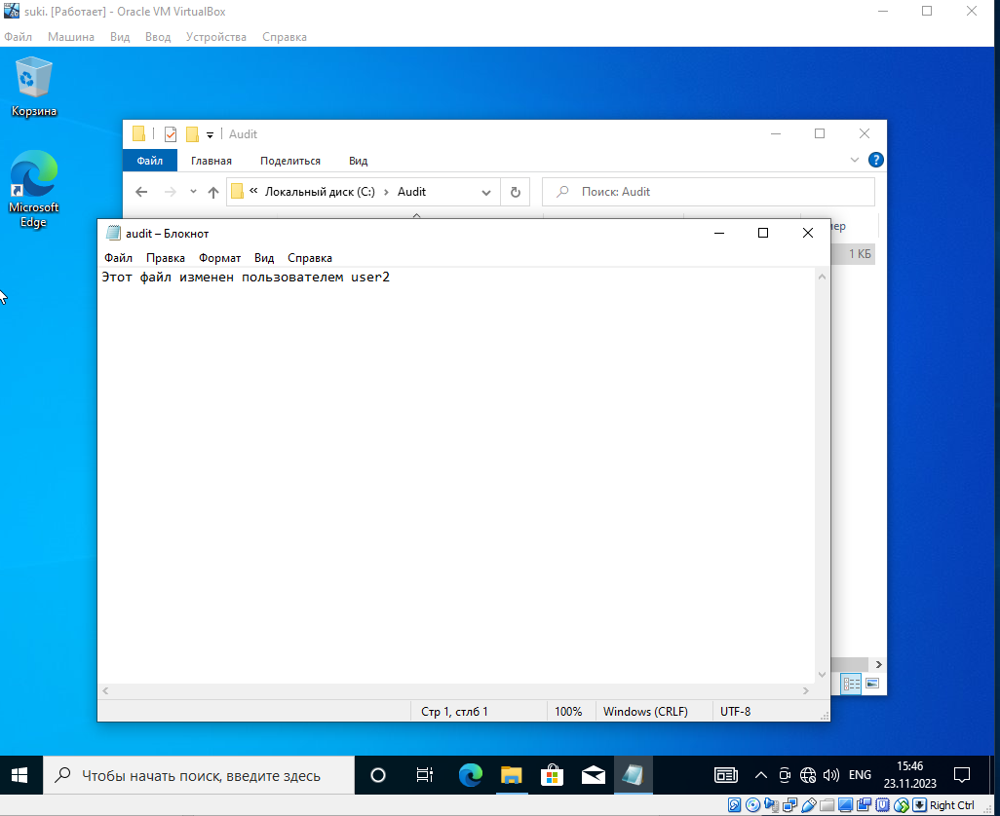 suki. [Работает] - Oracle VM VirtualBox
Файл Машина Вид Ввод Устройства Справка
Корзина
Microsoft
Edge
Audit
Файл Главная Поделиться Вид
« Локальный диск (C:) › Audit
Поиск: Audit
1 КБ
audit – Блокнот
Файл Правка Формат Вид Справка
Этот файл изменен пользователем user2
Стр 1, стлб 1 100% Windows (CRLF) UTF-8
Чтобы начать поиск, введите здесь
ENG
15:46
23.11.2023
Right Ctrl